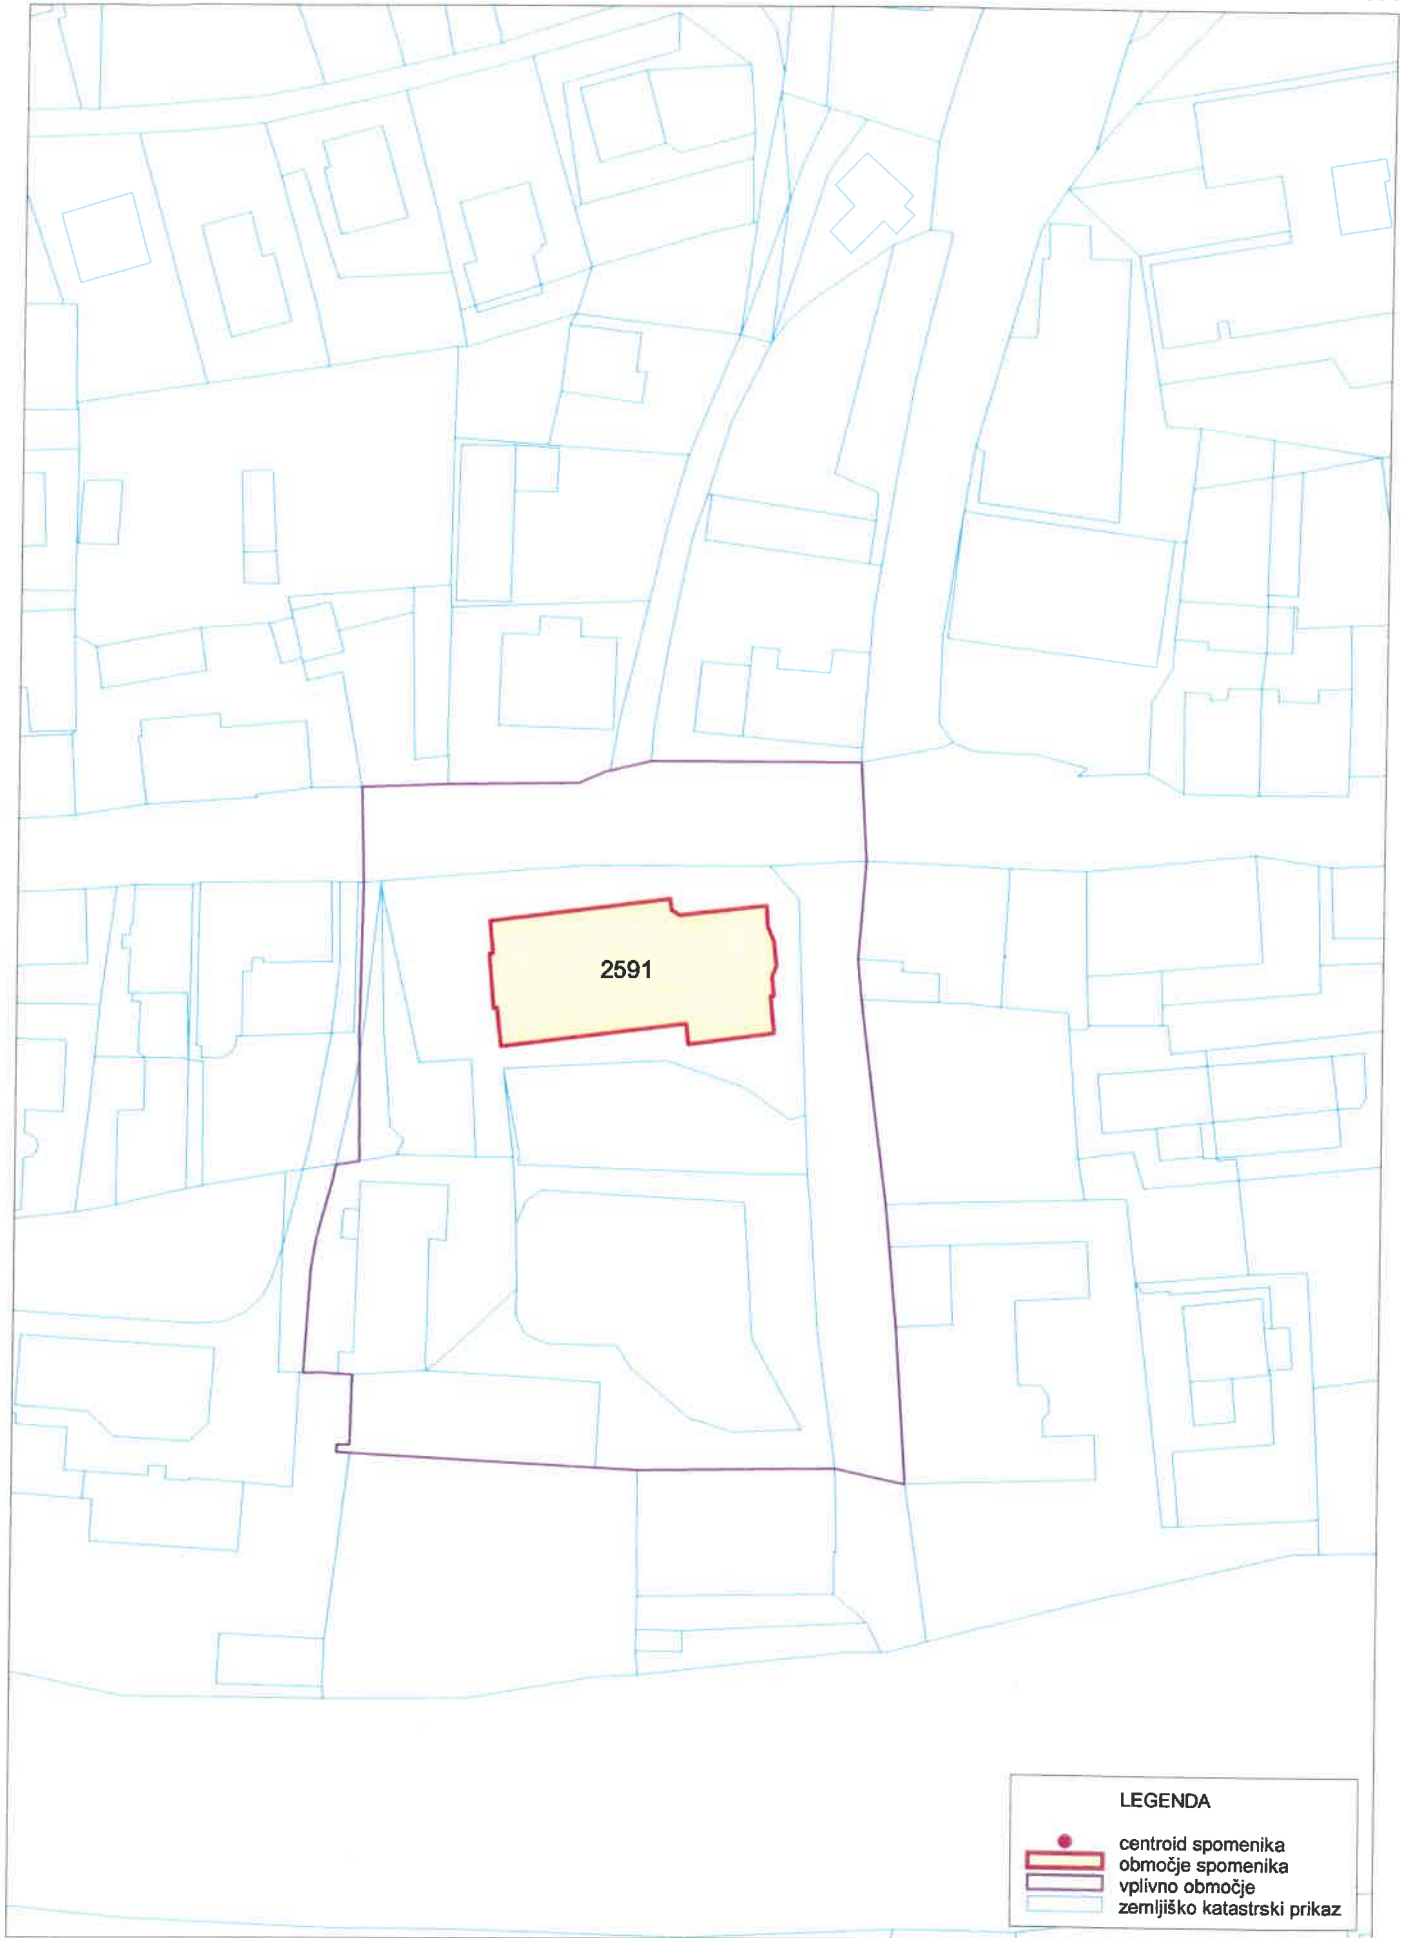 2591
LEGENDA
centroid spomenika
območje spomenika
vplivno območje
zemljiško katastrski prikaz